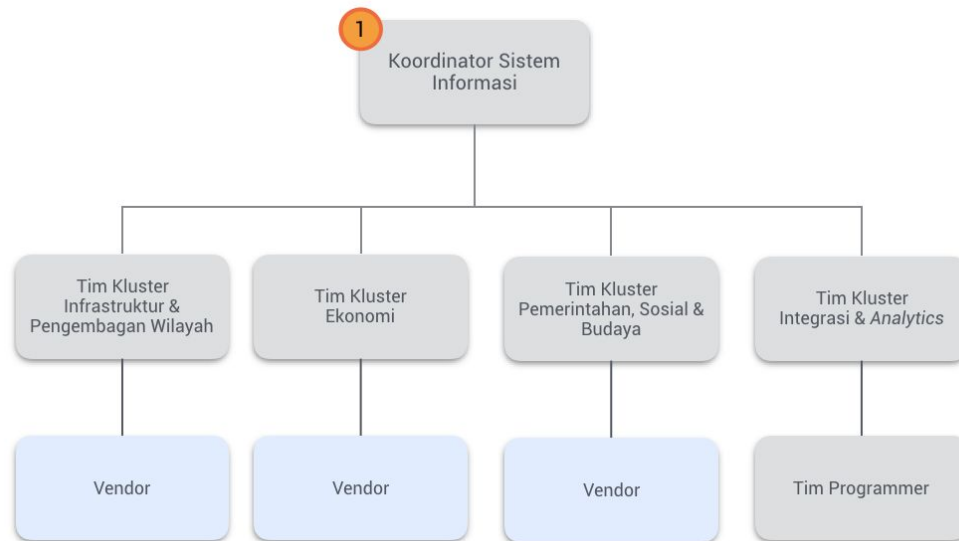 1
Koordinator Sistem
Informasi
Tim Kluster
Infrastruktur &
Pengembagan Wilayah
Tim Kluster
Ekonomi
Tim Kluster
Pemerintahan, Sosial &
Budaya
Tim Kluster
Integrasi & Analytics
Vendor
Vendor
Vendor
Tim Programmer